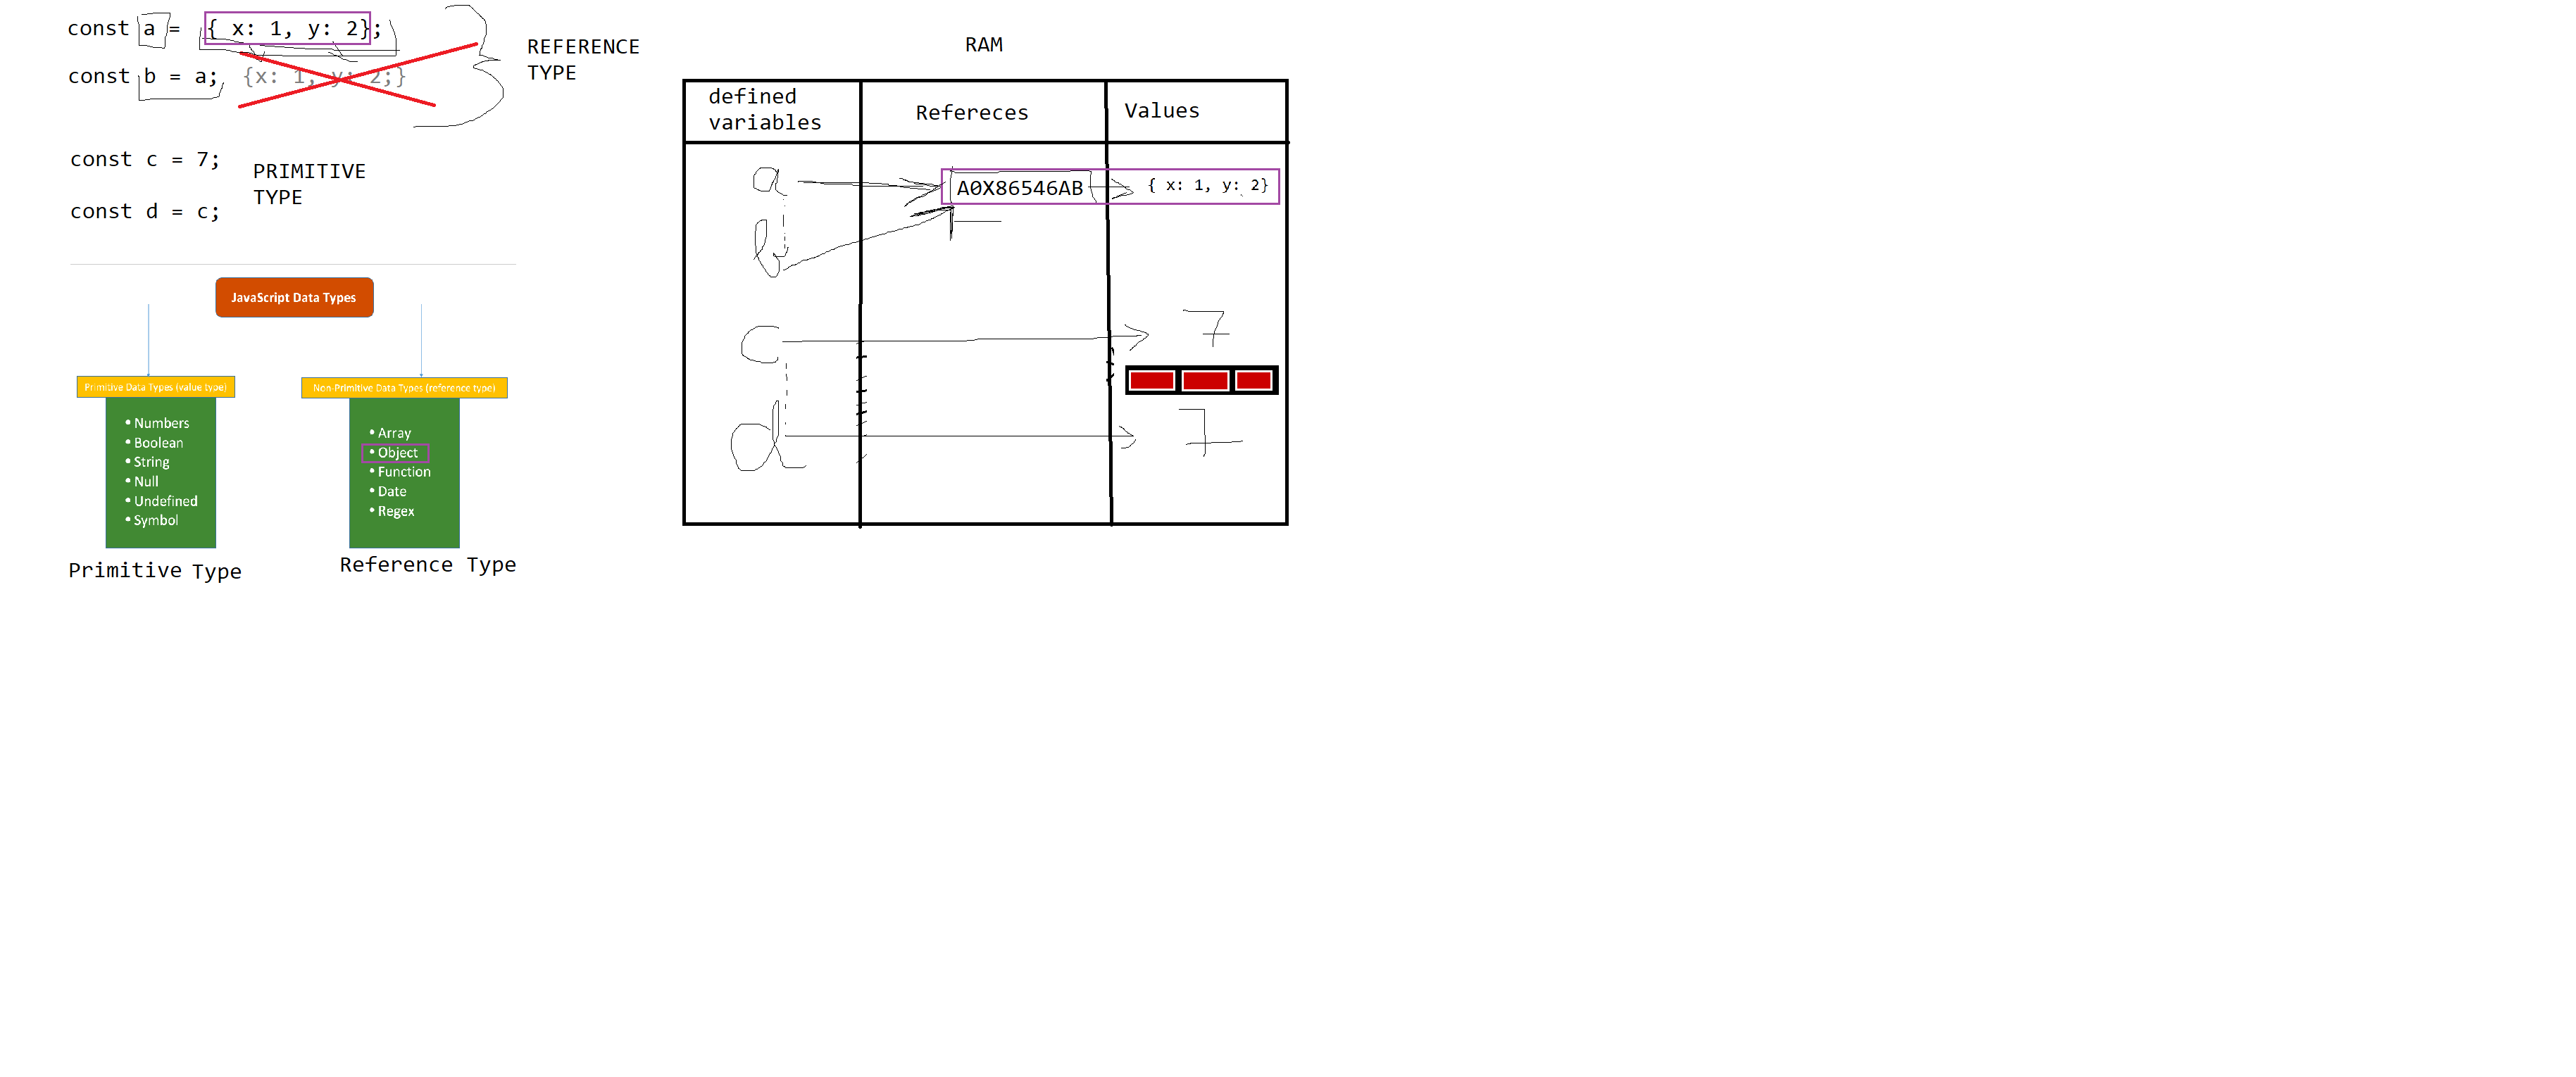 const a = { x: 1, y: 2};
const b = a; {x: 1, y: 2;}
REFERENCE
TYPE
const c = 7;
const d = c;
PRIMITIVE
TYPE
JavaScript Data Types
Primitive Data Types (value type)
• Numbers
• Boolean
• String
• Null
• Undefined
• Symbol
Primitive Type
Non-Primitive Data Types (reference type)
• Array
• Object
• Function
• Date
• Regex
Reference Type
RAM
defined
variables
Refereces
Values
a
A0X86546AB
{ x: 1, y: 2}
b
c
7
d
7